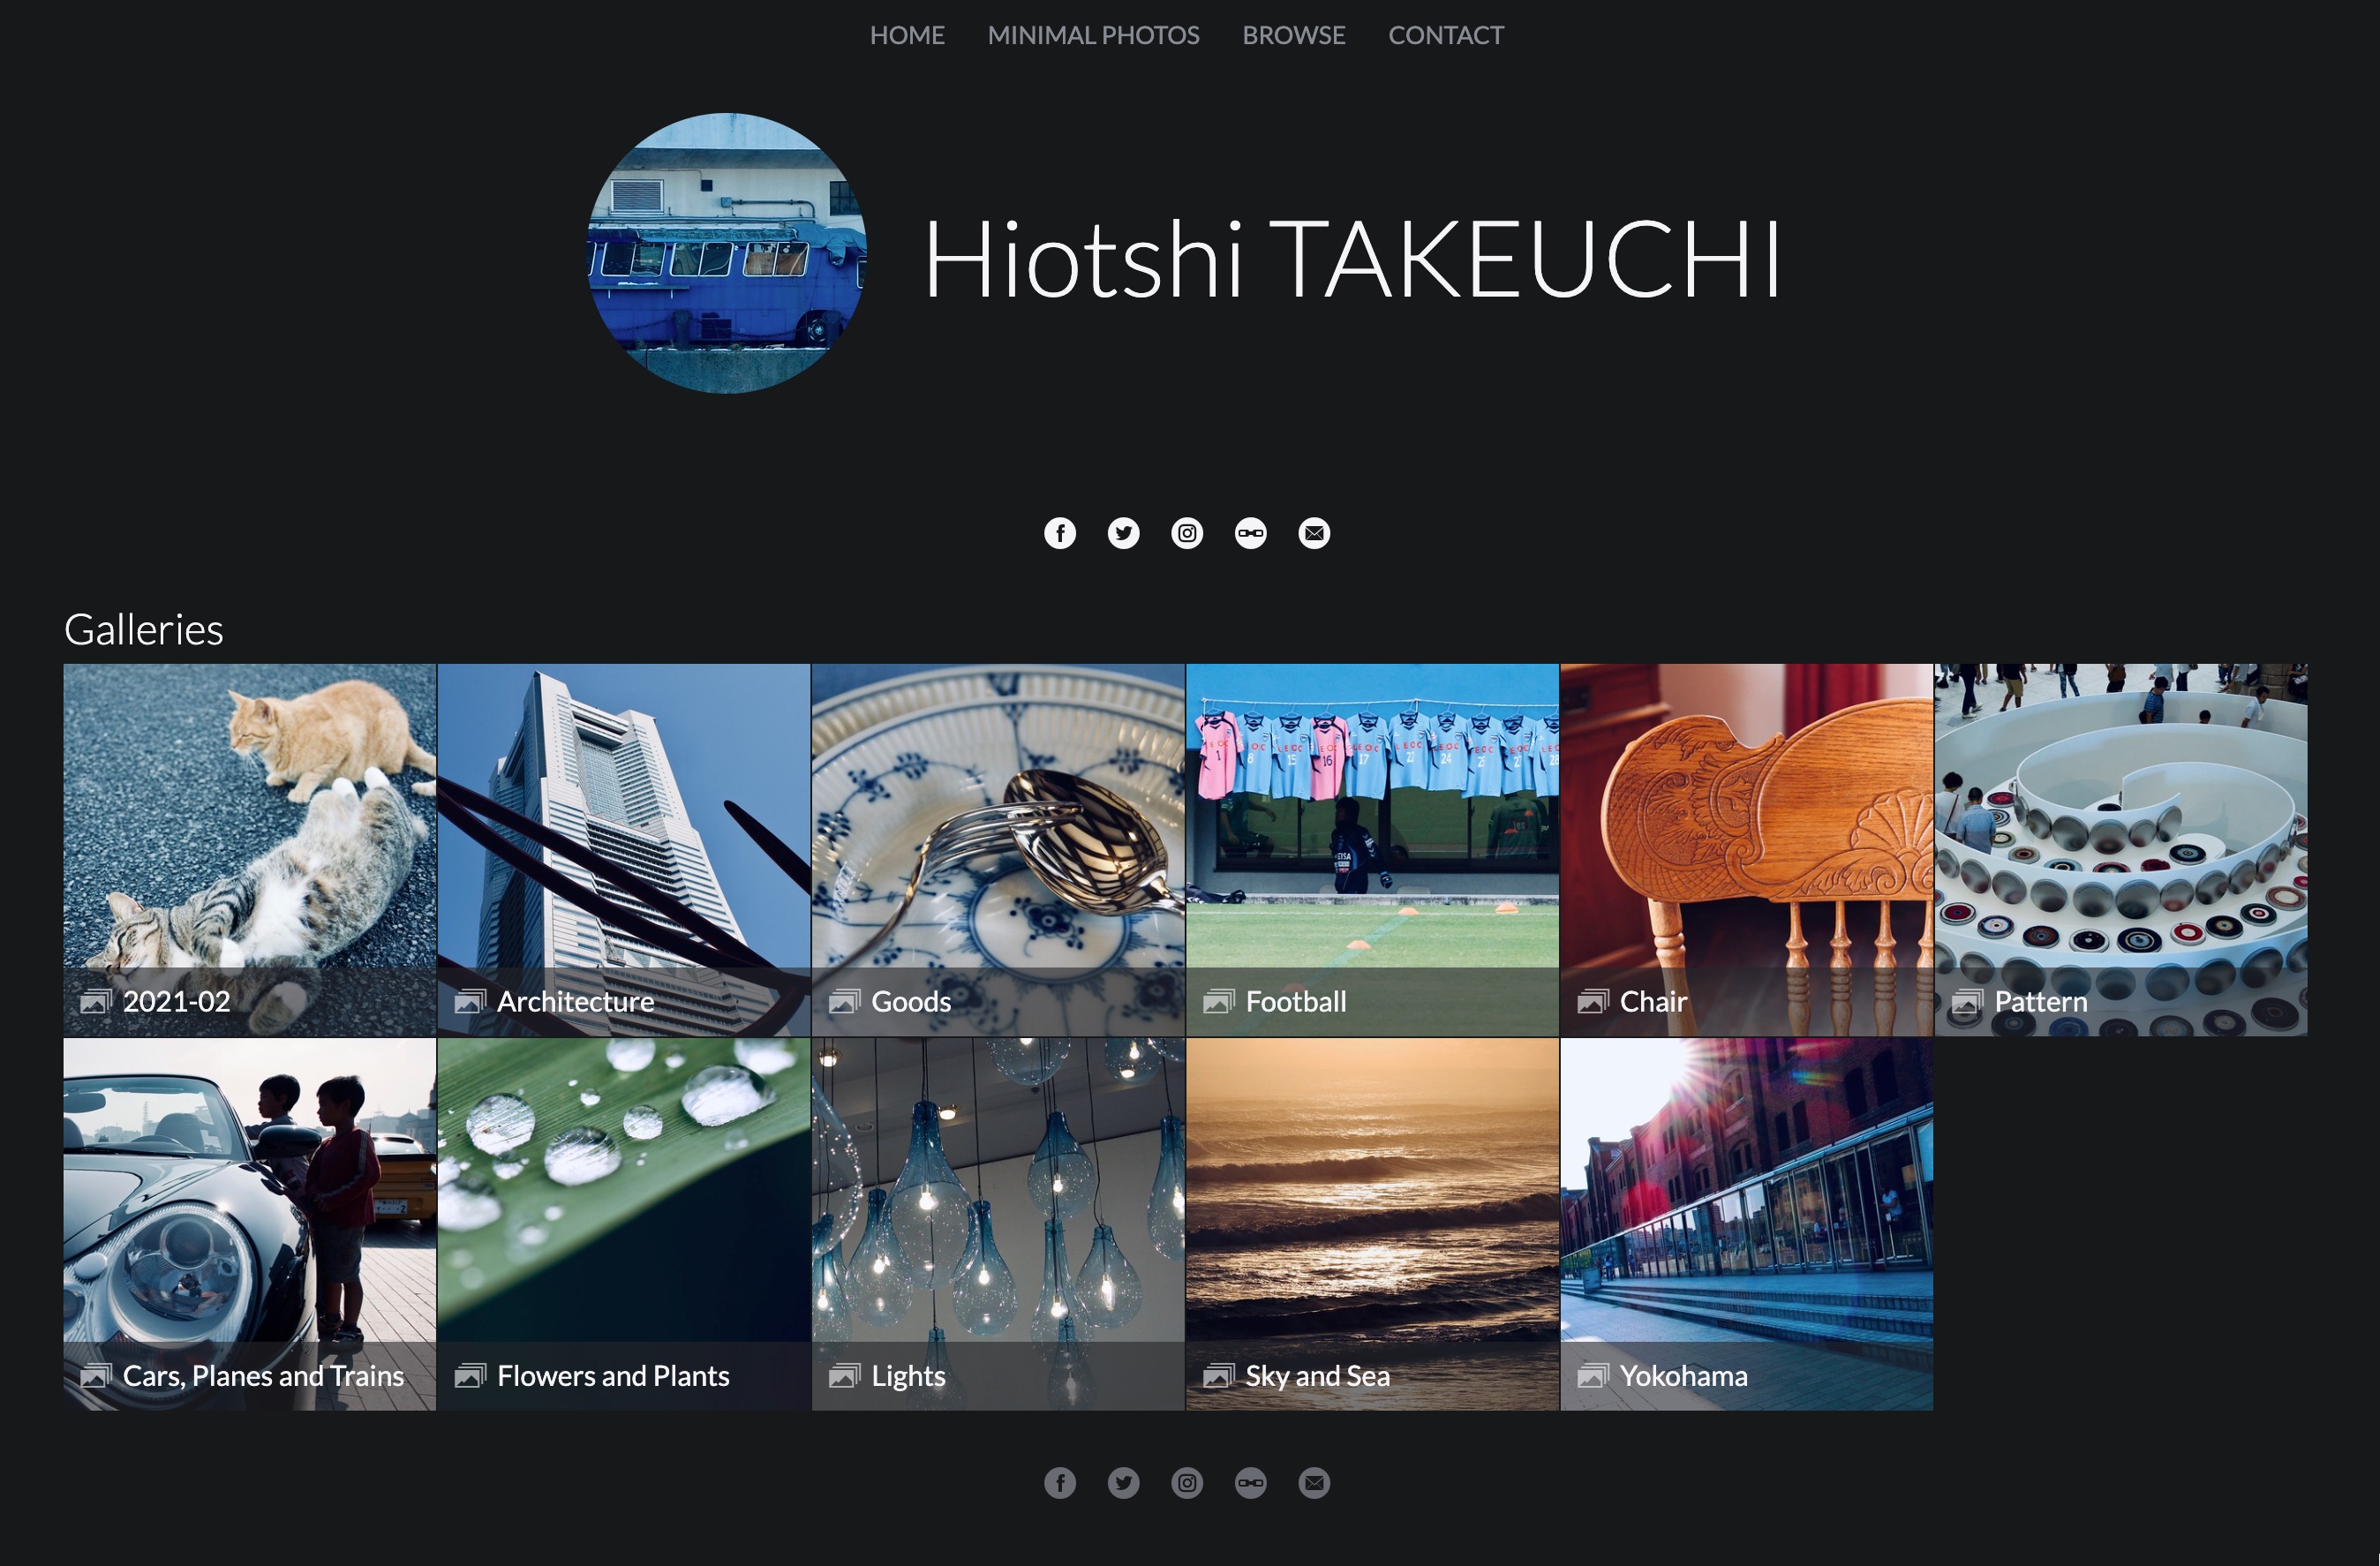 HOME MINIMAL PHOTOS BROWSE CONTACT
Hiotshi TAKEUCHI
Galleries
2021-02 Architecture Goods Football Chair Pattern
Cars, Planes and Trains Flowers and Plants Lights Sky and Sea Yokohama